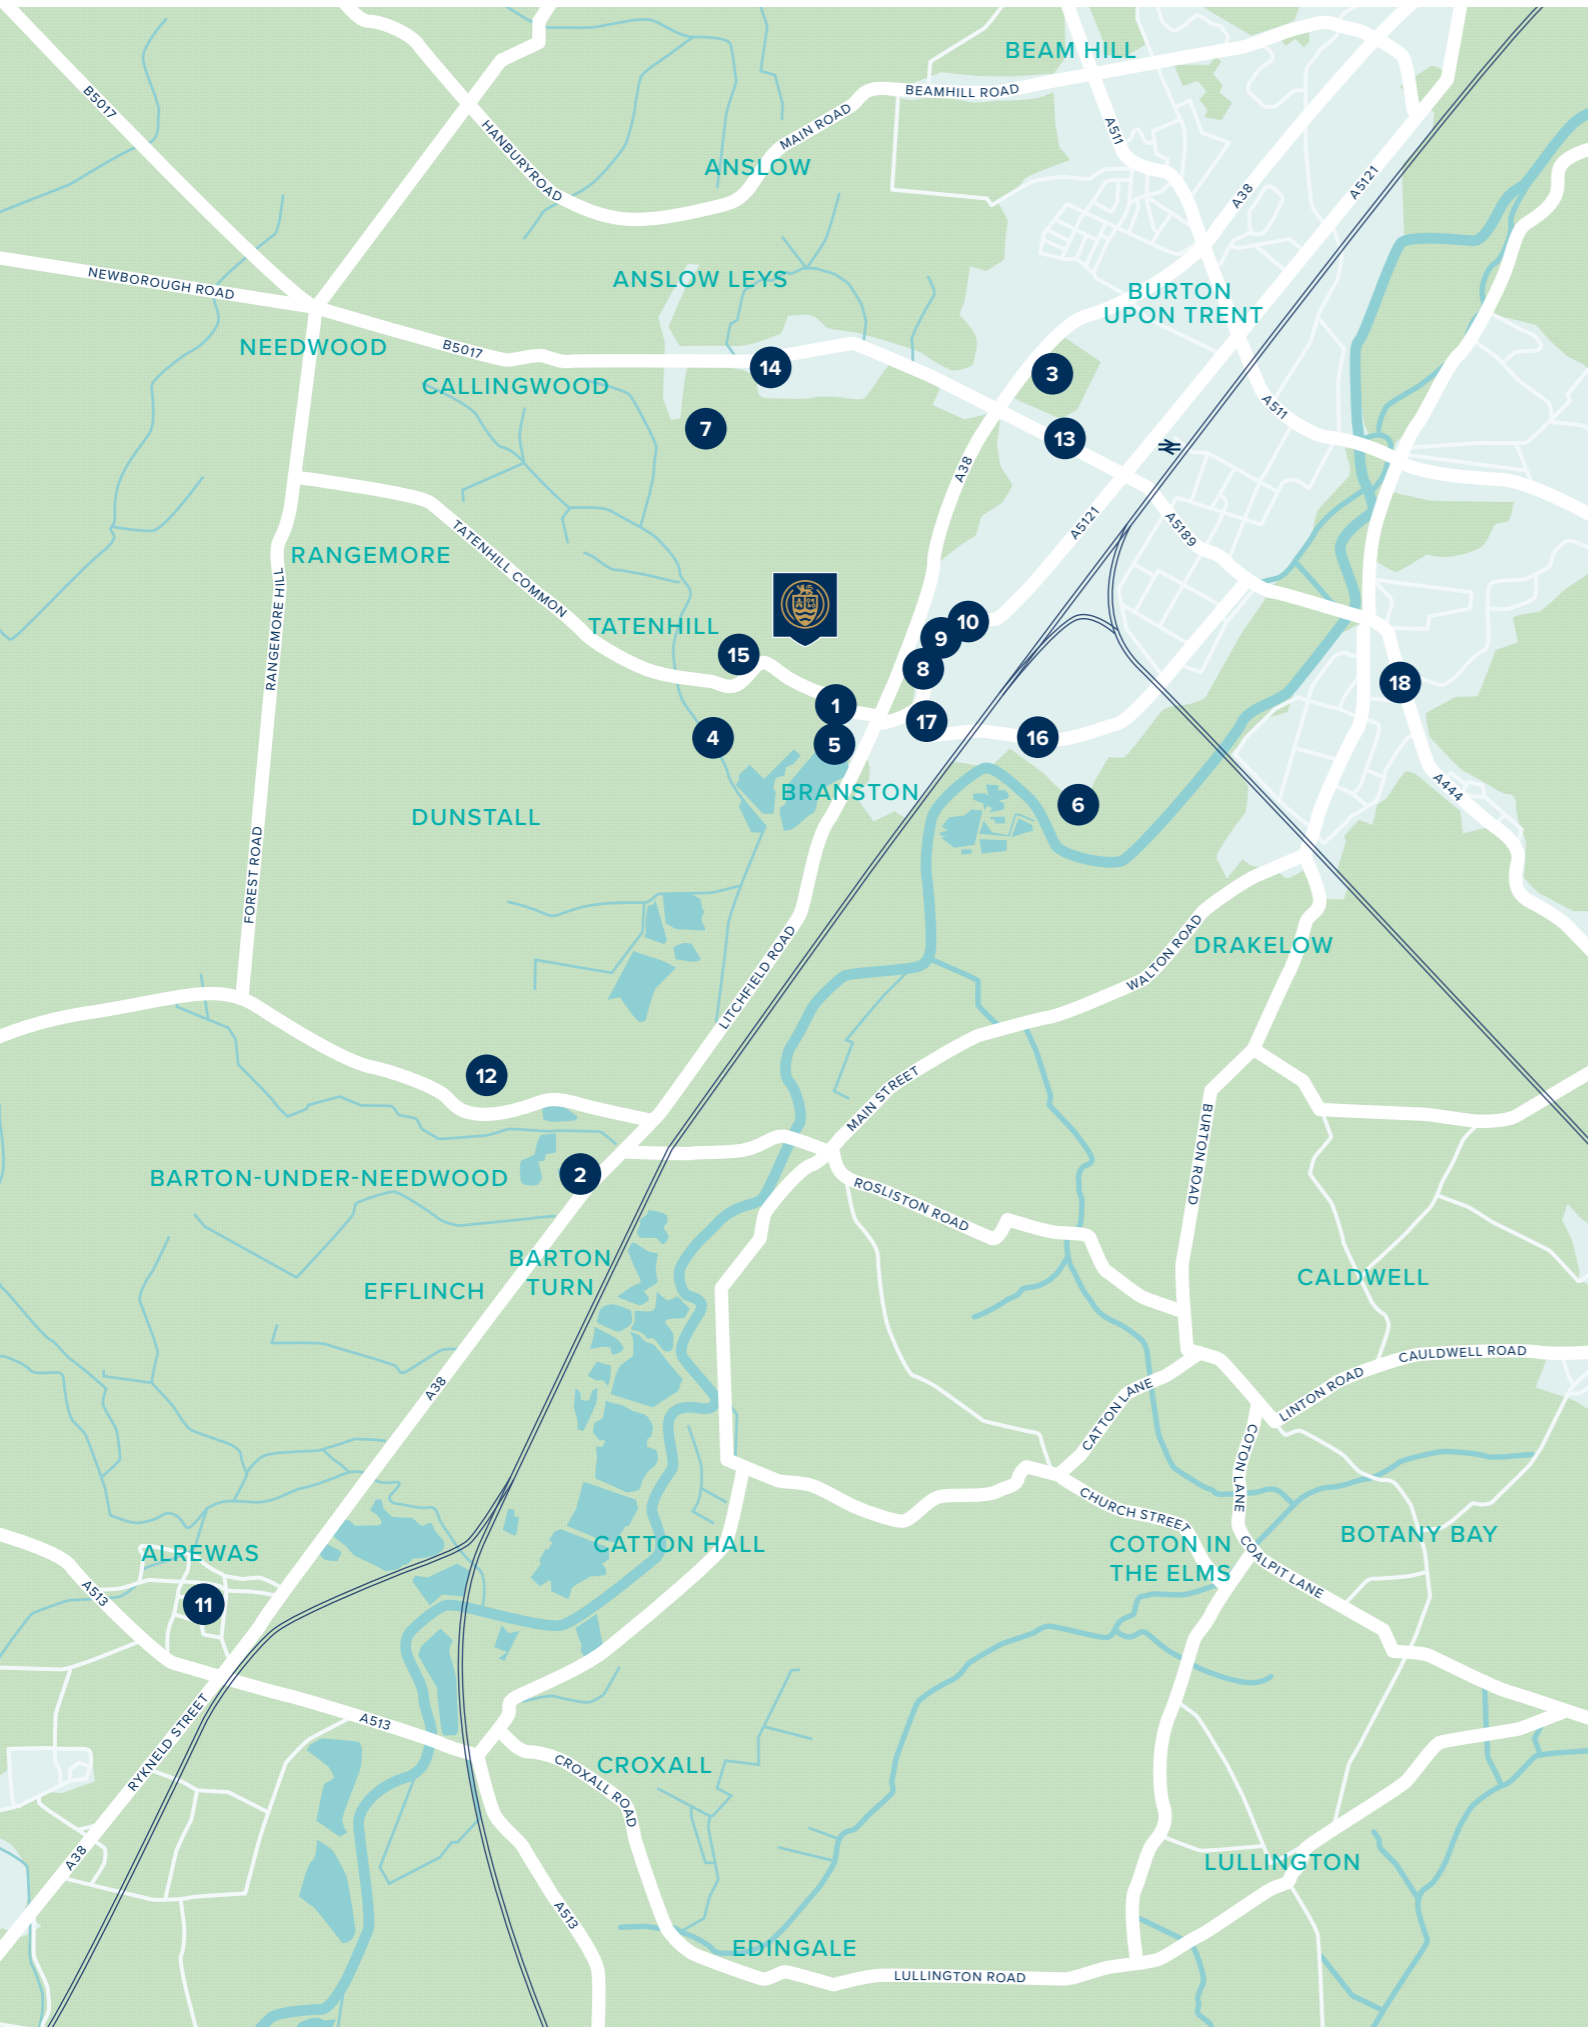 BEAM HILL
BEAMHILL ROAD
B5017
MAIN ROAD
A511
HANBURYROAD
ANSLOW
A5121
A38
NEWBOROUGH ROAD
ANSLOW LEYS
BURTON
UPON TRENT
NEEDWOOD
B5017
14
3
CALLINGWOOD
A511
7
13
A38
A5121
A5189
TATENHILL COMMON
RANGEMORE
RANGEMORE HILL
TATENHILL
10
9
15
8
18
1
17
4
5
16
BRANSTON
A444
6
DUNSTALL
FOREST ROAD
WALTON ROAD
DRAKELOW
LITCHFIELD ROAD
12
MAIN STREET
BURTON ROAD
BARTON-UNDER-NEEDWOOD
2
ROSLISTON ROAD
BARTON
TURN
EFFLINCH
CALDWELL
CAULDWELL ROAD
A38
LINTON ROAD
CATTON LANE
COTON LANE
CHURCH STREET
BOTANY BAY
CATTON HALL
COTON IN
THE ELMS
ALREWAS
COALPIT LANE
A513
11
A513
RYKNELD STREET
CROXALL
CROXALL ROAD
A38
LULLINGTON
A513
EDINGALE
LULLINGTON ROAD